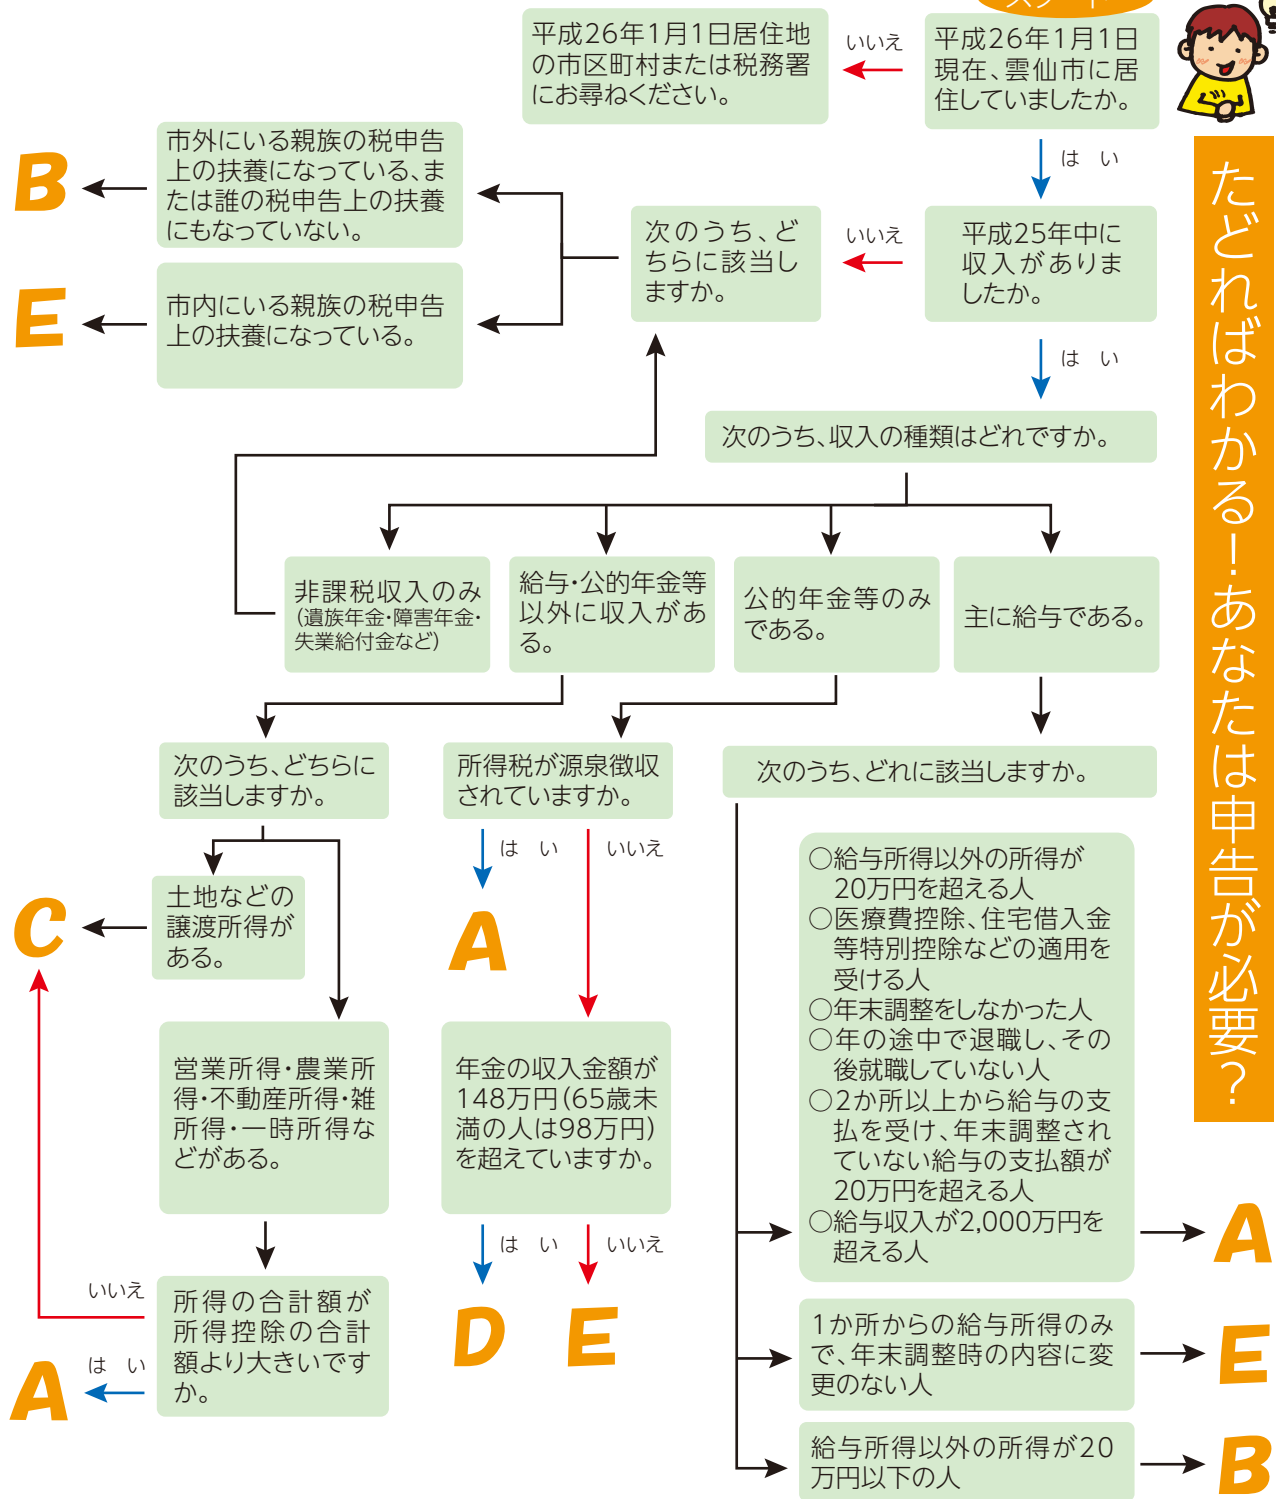 スタート
たどればわかる!あなたは申告が必要?
平成26年1月1日
現在、雲仙市に居
住していましたか。
いいえ
平成26年1月1日居住地
の市区町村または税務署
にお尋ねください。
は い
平成25年中に
収入がありま
したか。
いいえ
次のうち、ど
ちらに該当し
ますか。
市外にいる親族の税申告
上の扶養になっている、ま
たは誰の税申告上の扶養
にもなっていない。
B
市内にいる親族の税申告
上の扶養になっている。
E
は い
次のうち、収入の種類はどれですか。
非課税収入のみ
(遺族年金・障害年金・
失業給付金など)
給与・公的年金等
以外に収入があ
る。
公的年金等のみ
である。
主に給与である。
次のうち、どちらに
該当しますか。
所得税が源泉徴収
されていますか。
次のうち、どれに該当しますか。
土地などの
譲渡所得が
ある。
C
は い
いいえ
A
営業所得・農業所
得・不動産所得・雑
所得・一時所得な
どがある。
年金の収入金額が
148万円(65歳未
満の人は98万円)
を超えていますか。
は い
いいえ
D
E
所得の合計額が
所得控除の合計
額より大きいです
か。
いいえ
は い
A
○給与所得以外の所得が
20万円を超える人
○医療費控除、住宅借入金
等特別控除などの適用を
受ける人
○年末調整をしなかった人
○年の途中で退職し、その
後就職していない人
○2か所以上から給与の支
払を受け、年末調整され
ていない給与の支払額が
20万円を超える人
○給与収入が2,000万円を
超える人
A
1か所からの給与所得のみ
で、年末調整時の内容に変
更のない人
E
給与所得以外の所得が20
万円以下の人
B